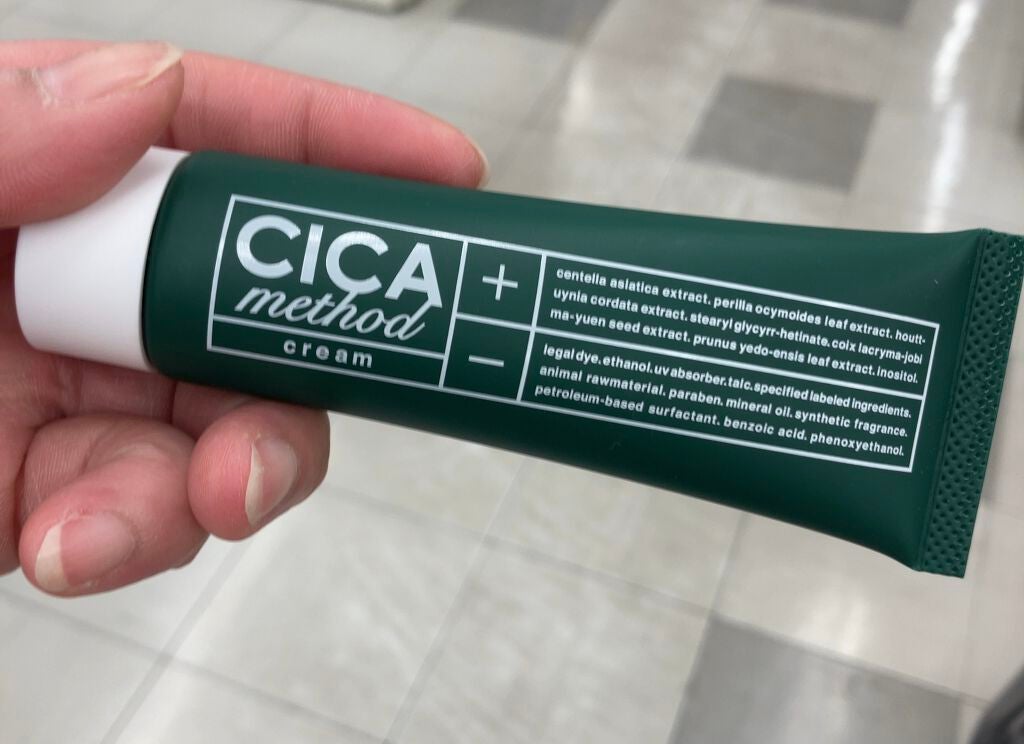 CICA
method
cream
+
centella asiatica extract. perilla ocymoides leaf extract. houtt-
uynia cordata extract. stearyl glycyrr-hetinate. coix lacryma-jobi
ma-yuen seed extract. prunus yedo-ensis leaf extract. inositol.
−
legal dye. ethanol. uv absorber. talc. specified labeled ingredients.
animal rawmaterial. paraben. mineral oil. synthetic fragrance.
petroleum-based surfactant. benzoic acid. phenoxyethanol.